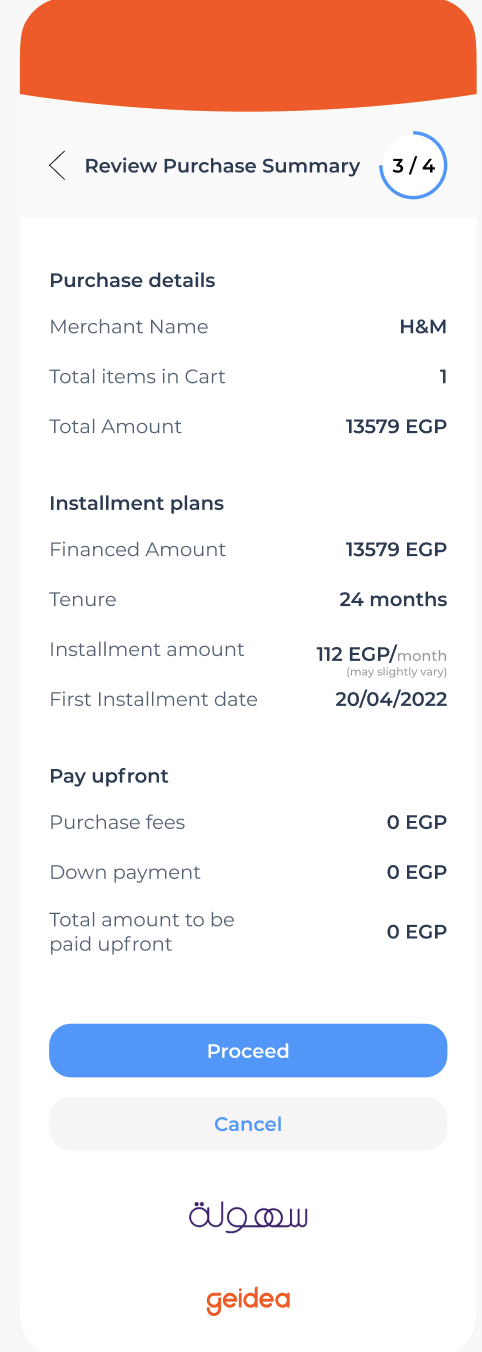 Review Purchase Summary
3 / 4
Purchase details
Merchant Name H&M
Total items in Cart 1
Total Amount 13579 EGP
Installment plans
Financed Amount 13579 EGP
Tenure 24 months
Installment amount 112 EGP/month
(may slightly vary)
First Installment date 20/04/2022
Pay upfront
Purchase fees 0 EGP
Down payment 0 EGP
Total amount to be
paid upfront 0 EGP
Proceed
Cancel
سهولة
geidea